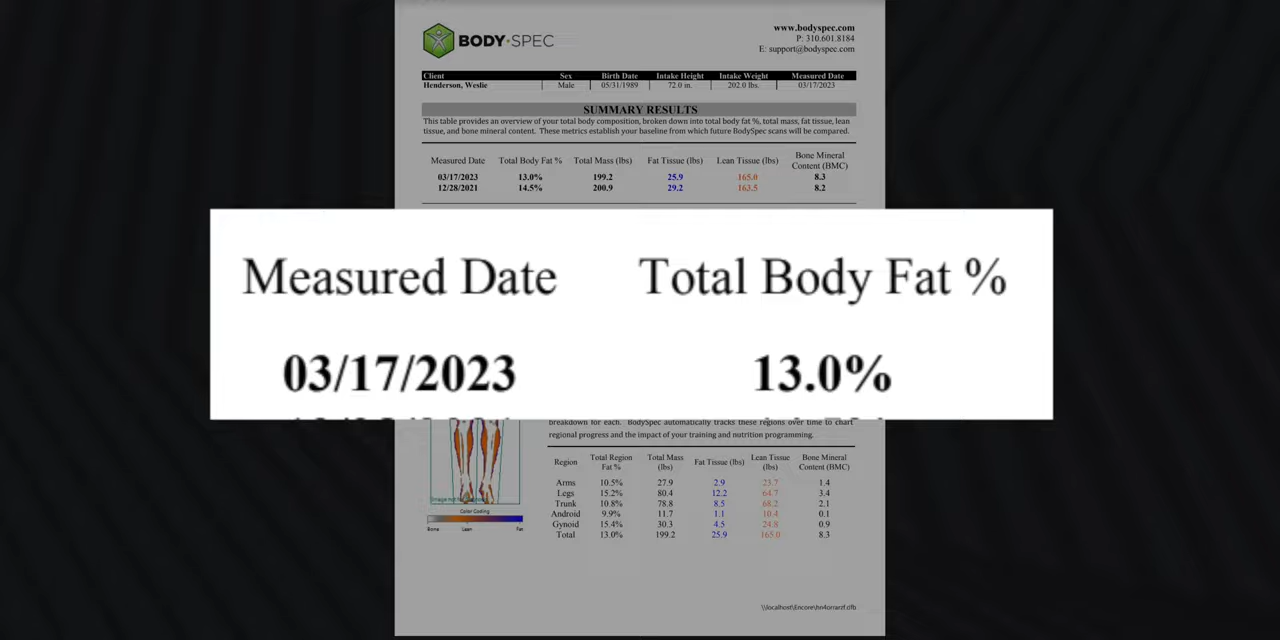 BODY·SPEC
www.bodyspec.com
P: 310.601.8184
E: support@bodyspec.com
Client Sex Birth Date Intake Height Intake Weight Measured Date
Henderson, Weslie Male 05/31/1989 72.0 in. 202.0 lbs. 03/17/2023
SUMMARY RESULTS
This table provides an overview of your total body composition, broken down into total body fat %, total mass, fat tissue, lean
tissue, and bone mineral content. These metrics establish your baseline from which future BodySpec scans will be compared.
Measured Date Total Body Fat % Total Mass (lbs) Fat Tissue (lbs) Lean Tissue (lbs) Bone Mineral Content (BMC)
03/17/2023 13.0% 199.2 25.9 165.0 8.3
12/28/2021 14.5% 200.9 29.2 163.5 8.2
Measured Date Total Body Fat %
03/17/2023 13.0%
breakdown for each. BodySpec automatically tracks these regions over time to chart
regional progress and the impact of your training and nutrition programming.
Region Total Region Fat % Total Mass (lbs) Fat Tissue (lbs) Lean Tissue (lbs) Bone Mineral Content (BMC)
Arms 10.5% 27.9 2.9 23.7 1.4
Legs 15.2% 80.4 12.2 64.7 3.4
Trunk 10.8% 78.8 8.5 68.2 2.1
Android 9.9% 11.7 1.1 10.4 0.1
Gynoid 15.4% 30.3 4.5 24.8 0.9
Total 13.0% 199.2 25.9 165.0 8.3
Image not for
Color Coding
Bone Lean Fat
\\localhost\Encore\hn4orrarzf.dfb